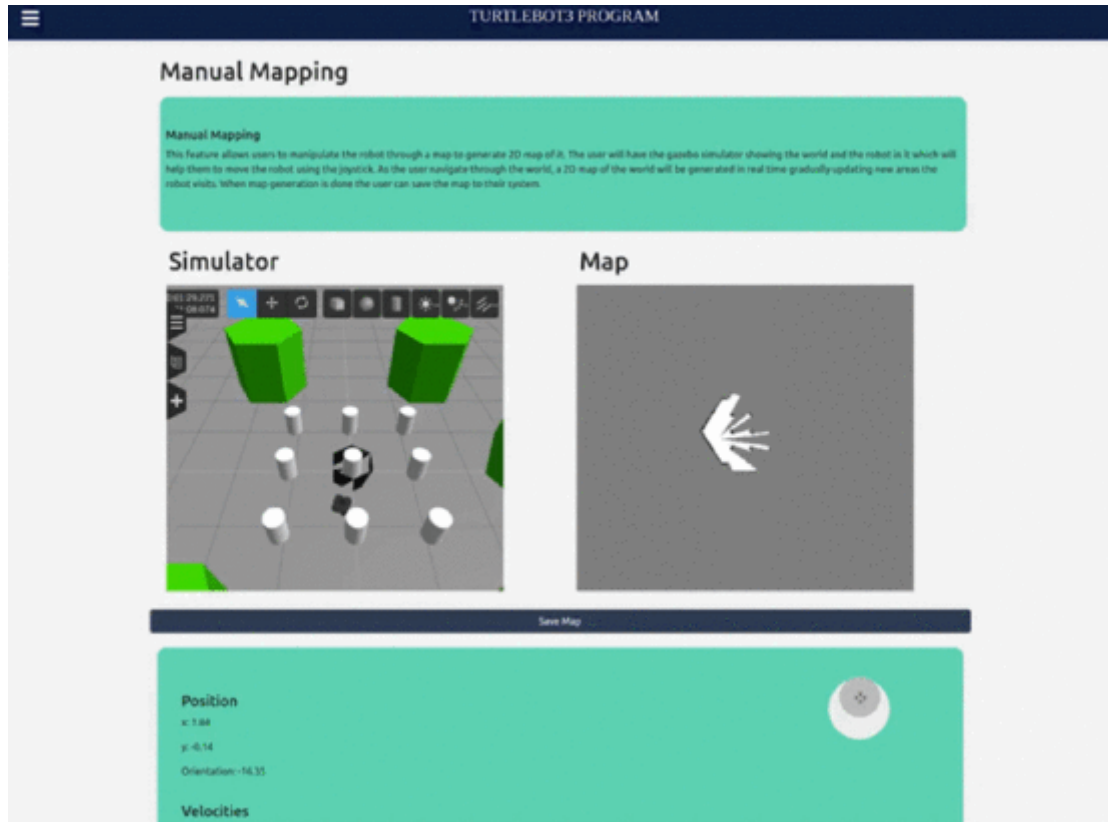 TURTLEBOT3 PROGRAM
Manual Mapping
Manual Mapping
This feature allows users to manipulate the robot through a map to generate 2D map of it. The user will have the gazebo simulator showing the world and the robot in it which will
help them to move the robot using the joystick. As the user navigate through the world, a 2D map of the world will be generated in real time gradually updating new areas the
robot visits. When map generation is done the user can save the map to their system.
Simulator
Map
Save Map
Position
x:
y: -0.14
Orientation: -14.35
Velocities